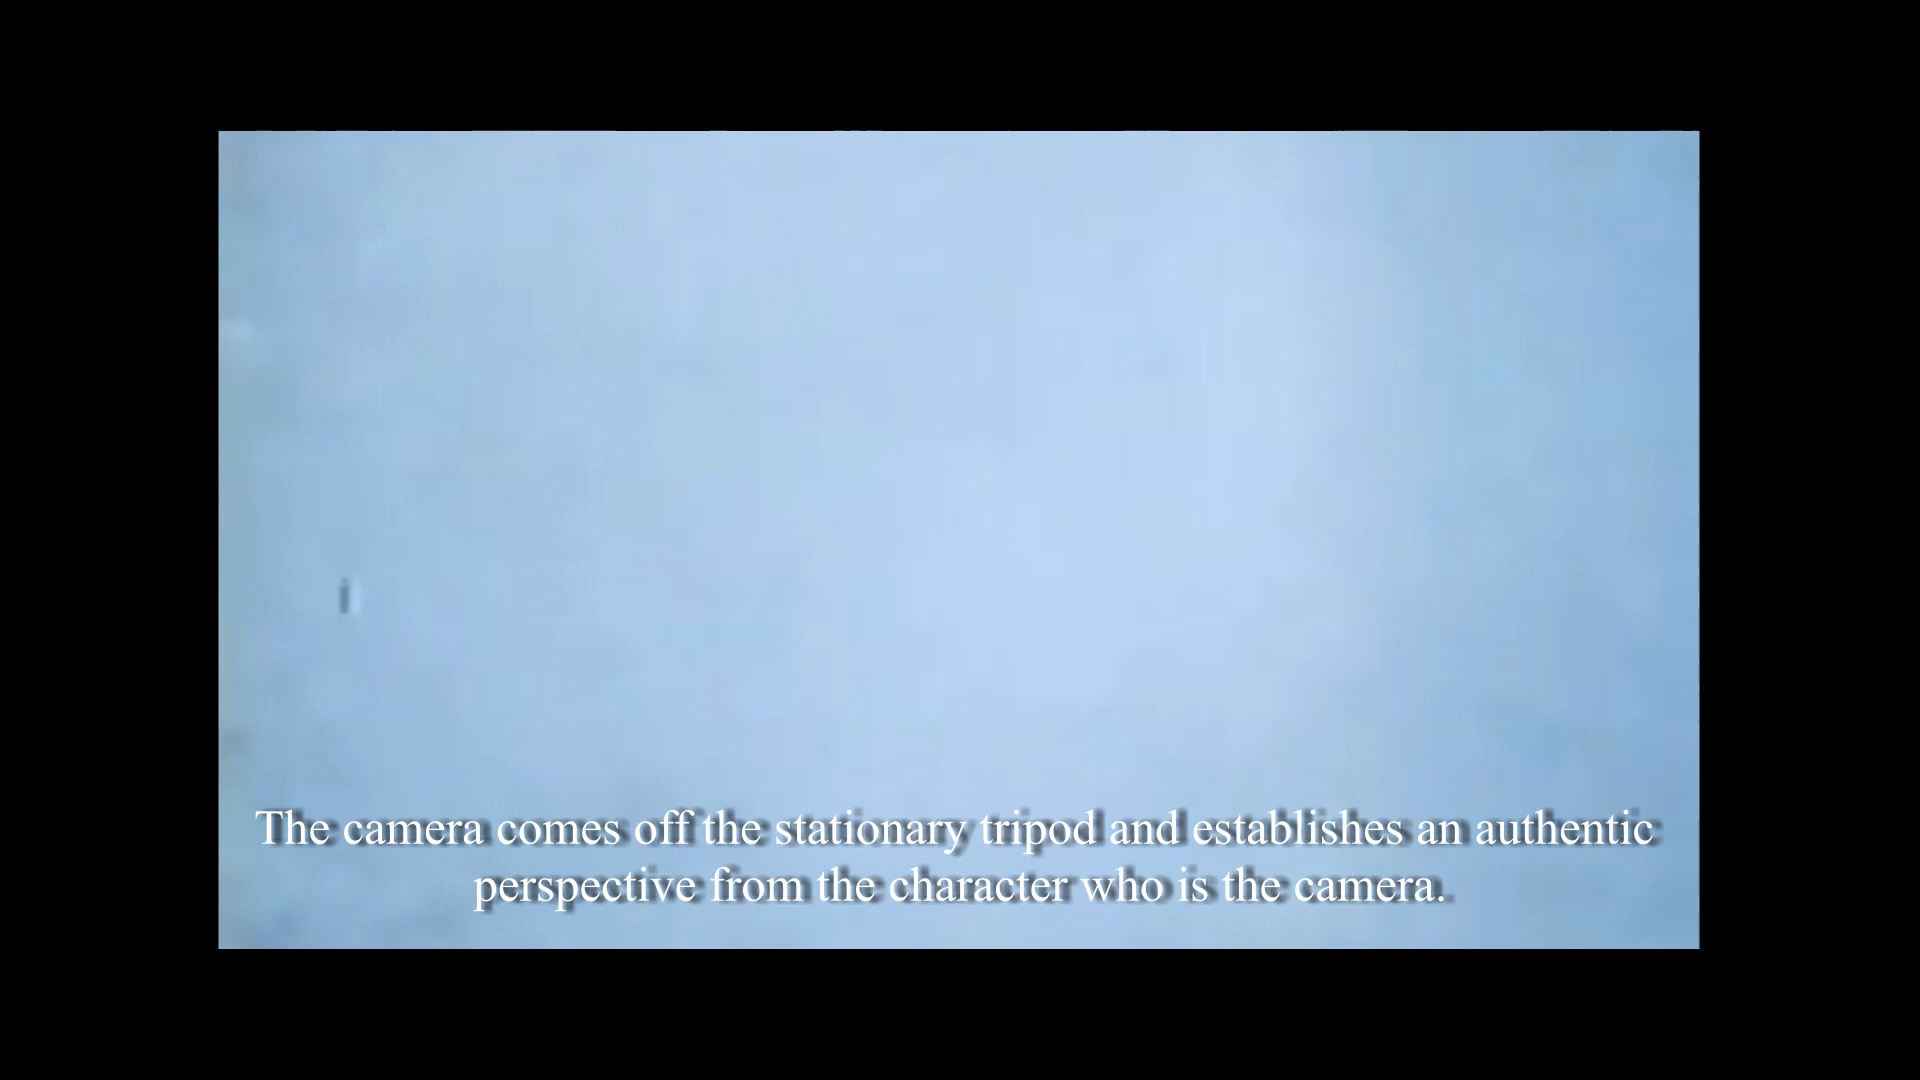 The camera comes off the stationary tripod and establishes an authentic
perspective from the character who is the camera.